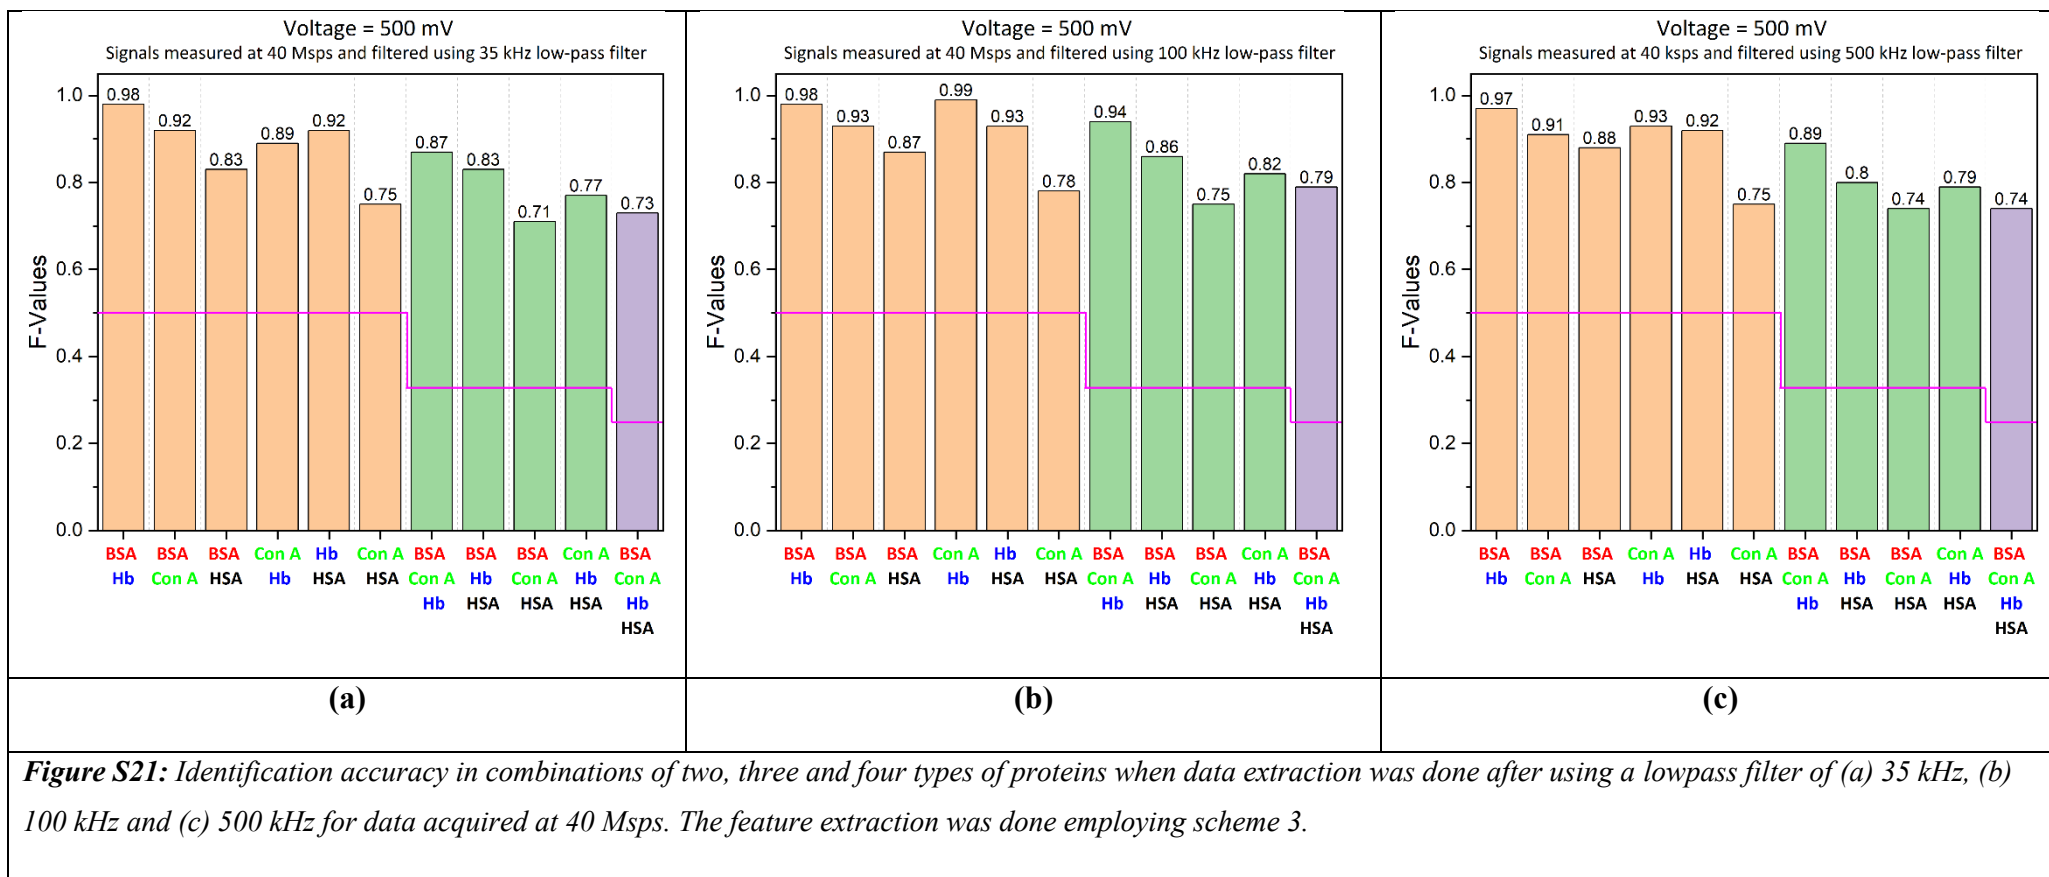 Voltage = 500 mV
Signals measured at 40 Msps and filtered using 35 kHz low-pass filter
F-Values
1.0
0.8
0.6
0.4
0.2
0.0
0.98
0.92
0.83
0.89
0.92
0.75
0.87
0.83
0.71
0.77
0.73
BSA BSA BSA Con A Hb Con A BSA BSA BSA Con A BSA
Hb Con A HSA Hb HSA HSA Con A Hb Con A Hb Con A
Hb HSA HSA HSA Hb
HSA
(a)
Voltage = 500 mV
Signals measured at 40 Msps and filtered using 100 kHz low-pass filter
F-Values
1.0
0.8
0.6
0.4
0.2
0.0
0.98
0.93
0.87
0.99
0.93
0.78
0.94
0.86
0.75
0.82
0.79
BSA BSA BSA Con A Hb Con A BSA BSA BSA Con A BSA
Hb Con A HSA Hb HSA HSA Con A Hb Con A Hb Con A
Hb HSA HSA HSA Hb
HSA
(b)
Voltage = 500 mV
Signals measured at 40 ksps and filtered using 500 kHz low-pass filter
F-Values
1.0
0.8
0.6
0.4
0.2
0.0
0.97
0.91
0.88
0.93
0.92
0.75
0.89
0.8
0.74
0.79
0.74
BSA BSA BSA Con A Hb Con A BSA BSA BSA Con A BSA
Hb Con A HSA Hb HSA HSA Con A Hb Con A Hb Con A
Hb HSA HSA HSA Hb
HSA
(c)
Figure S21: Identification accuracy in combinations of two, three and four types of proteins when data extraction was done after using a lowpass filter of (a) 35 kHz, (b)
100 kHz and (c) 500 kHz for data acquired at 40 Msps. The feature extraction was done employing scheme 3.